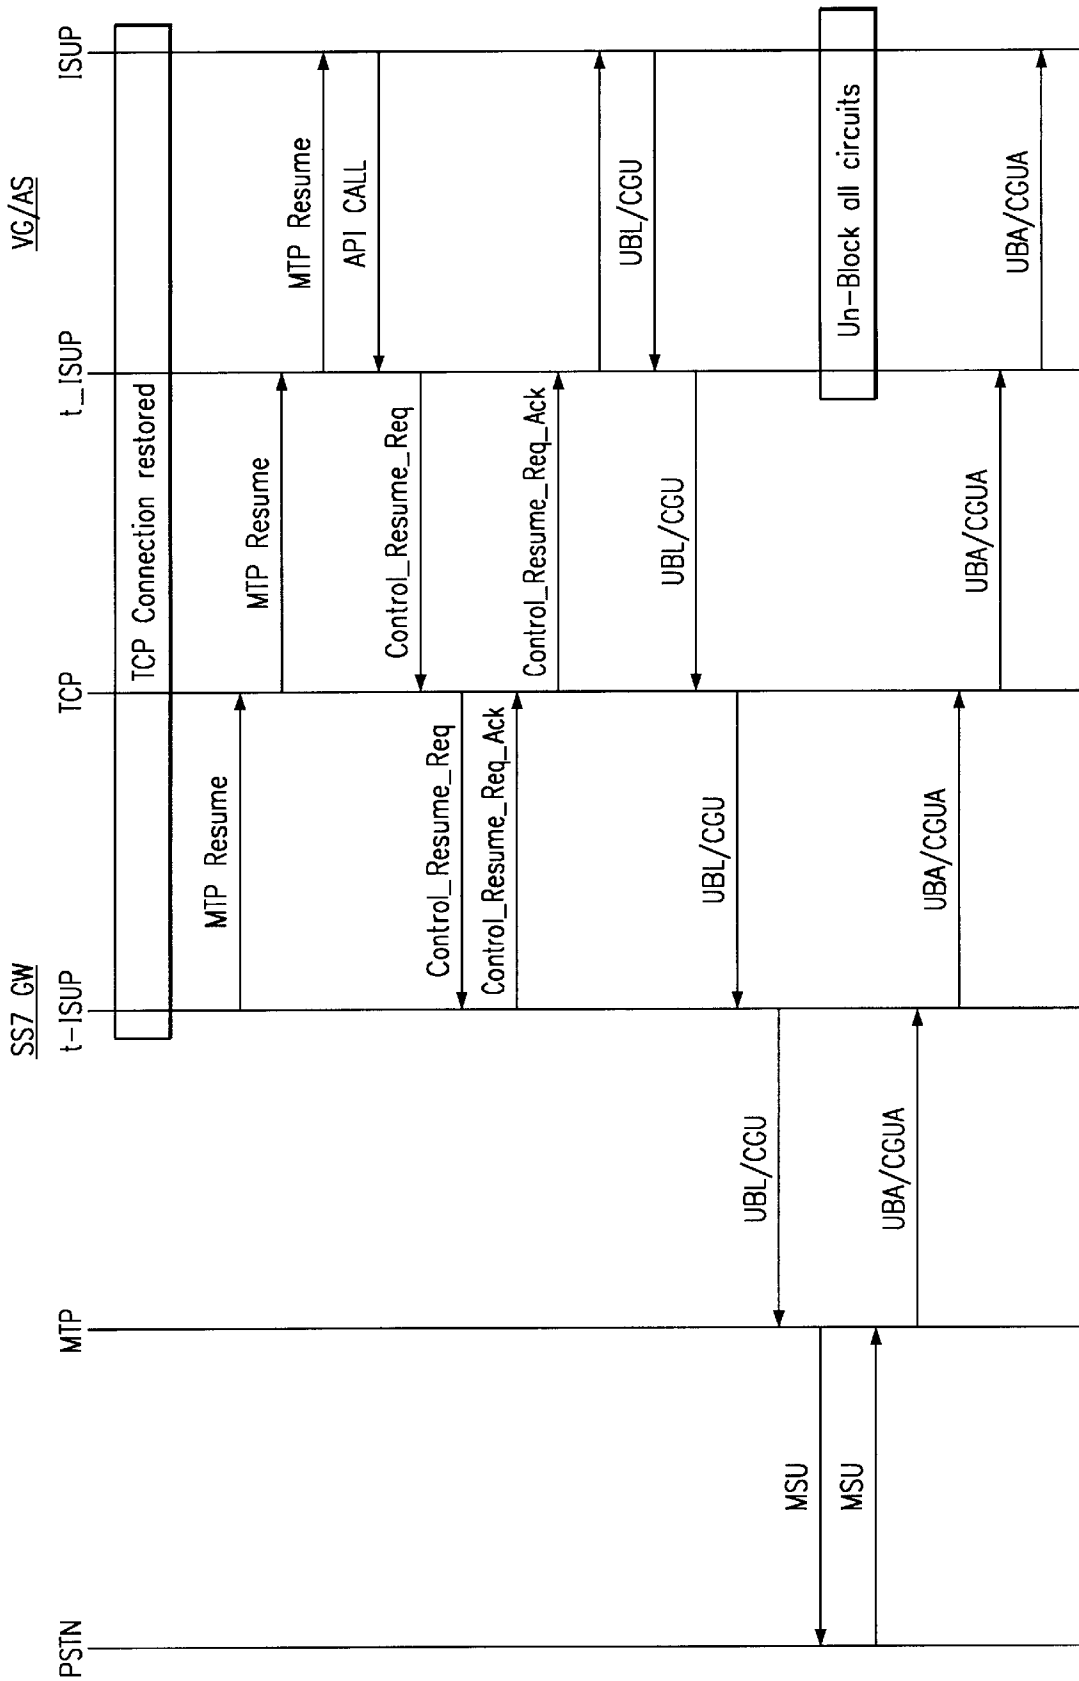 SS7 GW
VG/AS
PSTN
MTP
t-ISUP
TCP
t_ISUP
ISUP
TCP Connection restored
MTP Resume
MTP Resume
MTP Resume
API CALL
Control_Resume_Req
Control_Resume_Req
Control_Resume_Req_Ack
Control_Resume_Req_Ack
UBL/CGU
UBL/CGU
UBL/CGU
UBL/CGU
MSU
Un-Block all circuits
MSU
UBA/CGUA
UBA/CGUA
UBA/CGUA
UBA/CGUA